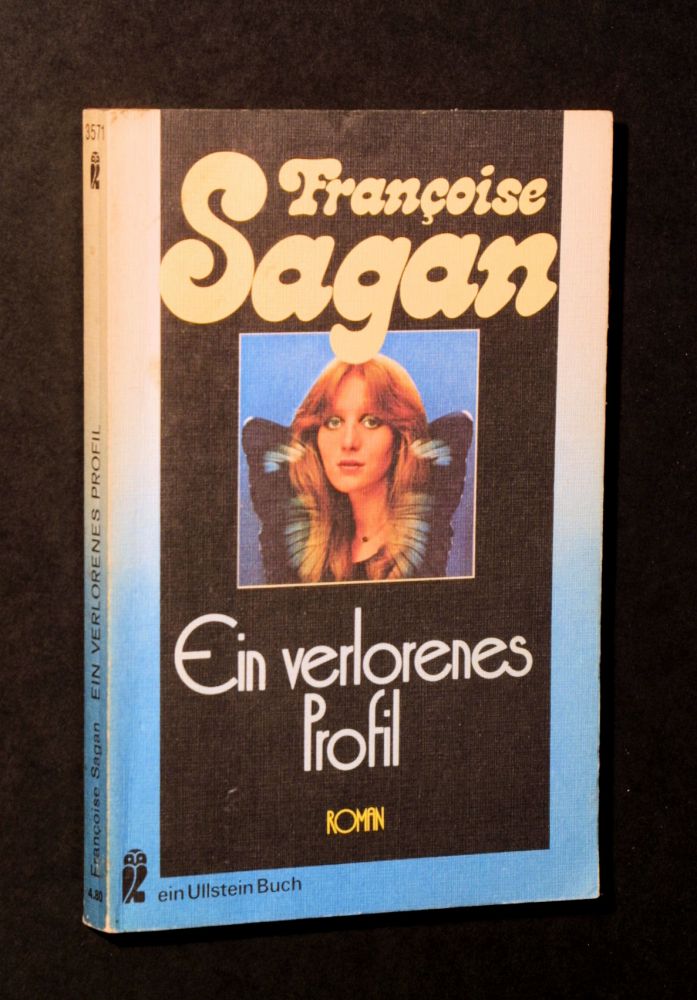 Françoise
Sagan
Ein verlorenes
Profil
ROMAN
ein Ullstein Buch
3571
Françoise Sagan EIN VERLORENES PROFIL
4.80